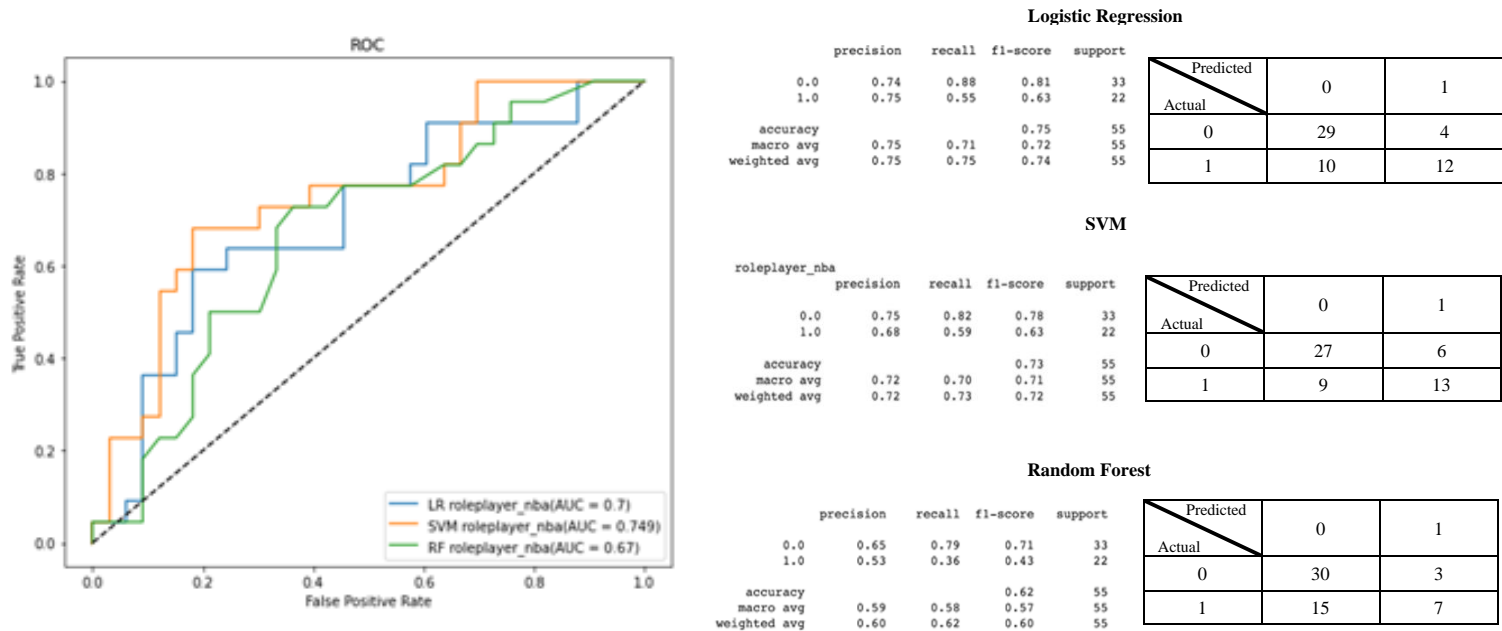 ROC
True Positive Rate
1.0
0.8
0.6
0.4
0.2
0.0
LR roleplayer_nba(AUC = 0.7)
SVM roleplayer_nba(AUC = 0.749)
RF roleplayer_nba(AUC = 0.67)
0.0 0.2 0.4 0.6 0.8 1.0
False Positive Rate
Logistic Regression
precision recall f1-score support
0.0 0.74 0.88 0.81 33
1.0 0.75 0.55 0.63 22
accuracy 0.75 55
macro avg 0.75 0.71 0.72 55
weighted avg 0.75 0.75 0.74 55
Predicted
Actual
0 1
0 29 4
1 10 12
SVM
roleplayer_nba
precision recall f1-score support
0.0 0.75 0.82 0.78 33
1.0 0.68 0.59 0.63 22
accuracy 0.73 55
macro avg 0.72 0.70 0.71 55
weighted avg 0.72 0.73 0.72 55
Predicted
Actual
0 1
0 27 6
1 9 13
Random Forest
precision recall f1-score support
0.0 0.65 0.79 0.71 33
1.0 0.53 0.36 0.43 22
accuracy 0.62 55
macro avg 0.59 0.58 0.57 55
weighted avg 0.60 0.62 0.60 55
Predicted
Actual
0 1
0 30 3
1 15 7